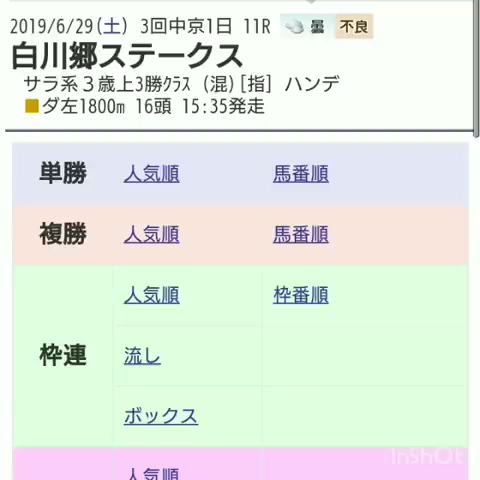 2019/6/29(土) 3回中京1日 11R 曇 不良
白川郷ステークス
サラ系３歳上3勝ｸﾗｽ (混)[指] ハンデ
ダ左1800m 16頭 15:35発走
単勝 人気順 馬番順
複勝 人気順 馬番順
人気順 枠番順
枠連 流し
ボックス
人気順
InShOt